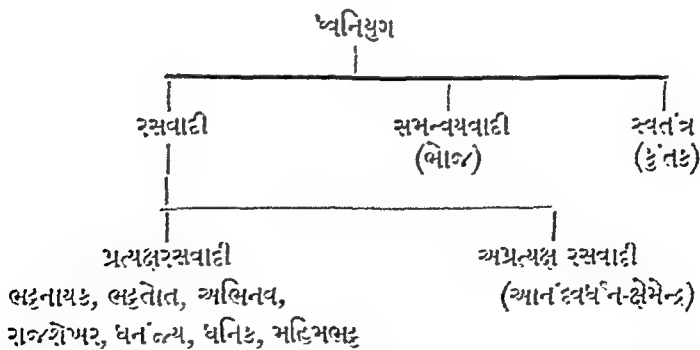 ધ્વનિયુગ
રસવાદી સમન્વયવાદી સ્વતંત્ર
(ભોજ) (કુંતક)
પ્રત્યક્ષરસવાદી અપ્રત્યક્ષ રસવાદી
ભટ્ટનાયક, ભટ્ટતોત, અભિનવ, (આનંદવર્ધન-ક્ષેમેન્દ્ર)
રાજશેખર, ધનંજ્ય, ધનિક, મહિમભટ્ટ